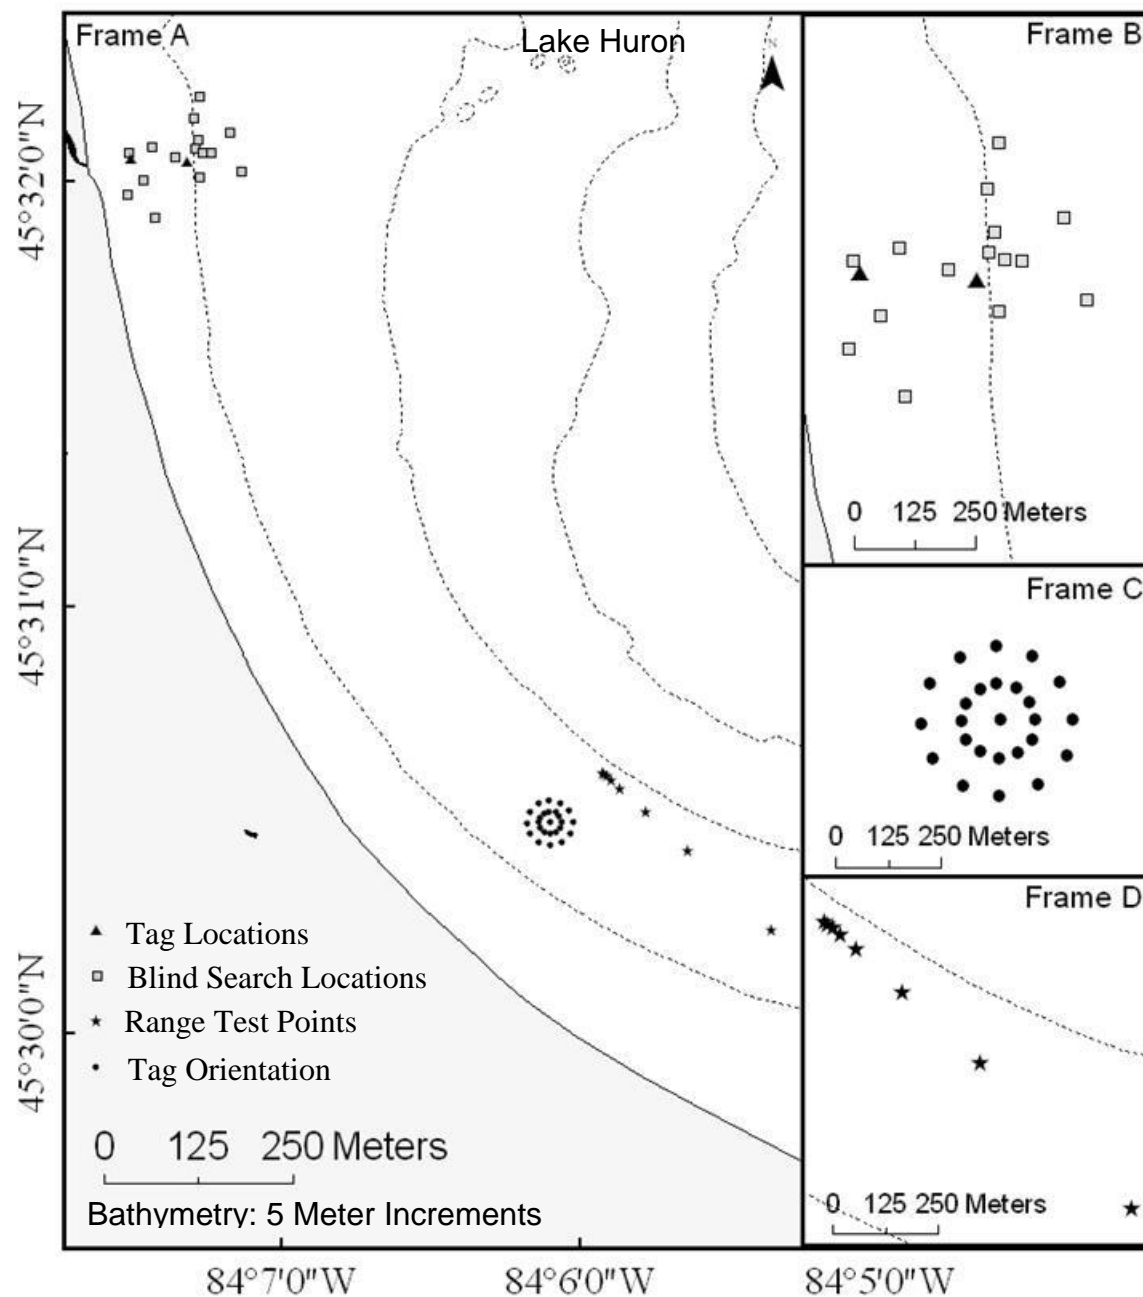 Frame A
Lake Huron
N
Frame B
45°32'0"N
0 125 250 Meters
Frame C
45°31'0"N
0 125 250 Meters
Frame D
Tag Locations
Blind Search Locations
Range Test Points
Tag Orientation
45°30'0"N
0 125 250 Meters
0 125 250 Meters
Bathymetry: 5 Meter Increments
84°7'0"W
84°6'0"W
84°5'0"W